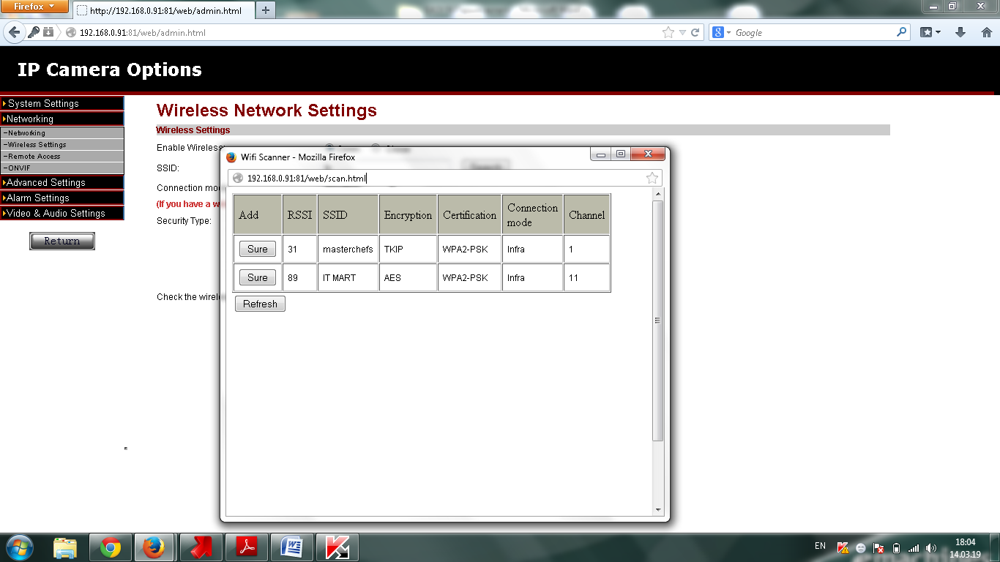 Firefox
http://192.168.0.91:81/web/admin.html
192.168.0.91:81/web/admin.html
Google
IP Camera Options
System Settings
Networking
Networking
Wireless Settings
Remote Access
ONVIF
Advanced Settings
Alarm Settings
Video & Audio Settings
Return
Wireless Network Settings
Wireless Settings
Enable Wireless
SSID:
Connection mo
(If you have a w
Security Type:
Check the wirel
Wifi Scanner - Mozilla Firefox
192.168.0.91:81/web/scan.html
Add RSSI SSID Encryption Certification Connection mode Channel
Sure 31 masterchefs TKIP WPA2-PSK Infra 1
Sure 89 IT MART AES WPA2-PSK Infra 11
Refresh
EN
18:04
14.03.19